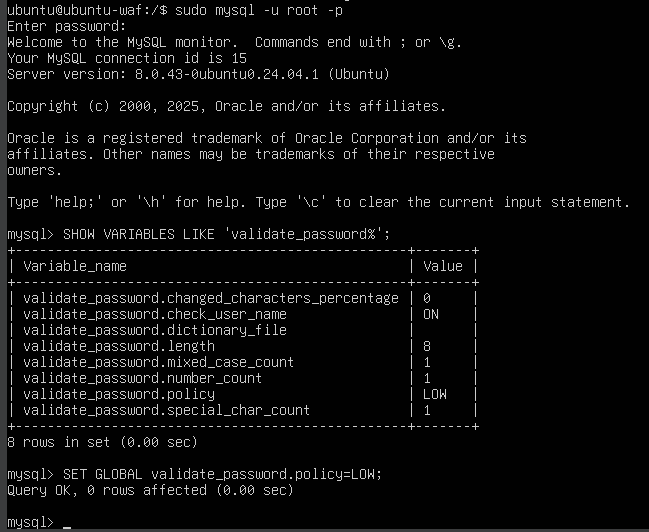 ubuntu@ubuntu-waf:/$ sudo mysql -u root -p
Enter password:
Welcome to the MySQL monitor.  Commands end with ; or \g.
Your MySQL connection id is 15
Server version: 8.0.43-0ubuntu0.24.04.1 (Ubuntu)

Copyright (c) 2000, 2025, Oracle and/or its affiliates.

Oracle is a registered trademark of Oracle Corporation and/or its
affiliates. Other names may be trademarks of their respective
owners.

Type 'help;' or '\h' for help. Type '\c' to clear the current input statement.

mysql> SHOW VARIABLES LIKE 'validate_password%';
+--------------------------------------------------+-------+
| Variable_name                                    | Value |
+--------------------------------------------------+-------+
| validate_password.changed_characters_percentage | 0     |
| validate_password.check_user_name                | ON    |
| validate_password.dictionary_file                |       |
| validate_password.length                         | 8     |
| validate_password.mixed_case_count               | 1     |
| validate_password.number_count                   | 1     |
| validate_password.policy                         | LOW   |
| validate_password.special_char_count             | 1     |
+--------------------------------------------------+-------+
8 rows in set (0.00 sec)

mysql> SET GLOBAL validate_password.policy=LOW;
Query OK, 0 rows affected (0.00 sec)

mysql> _